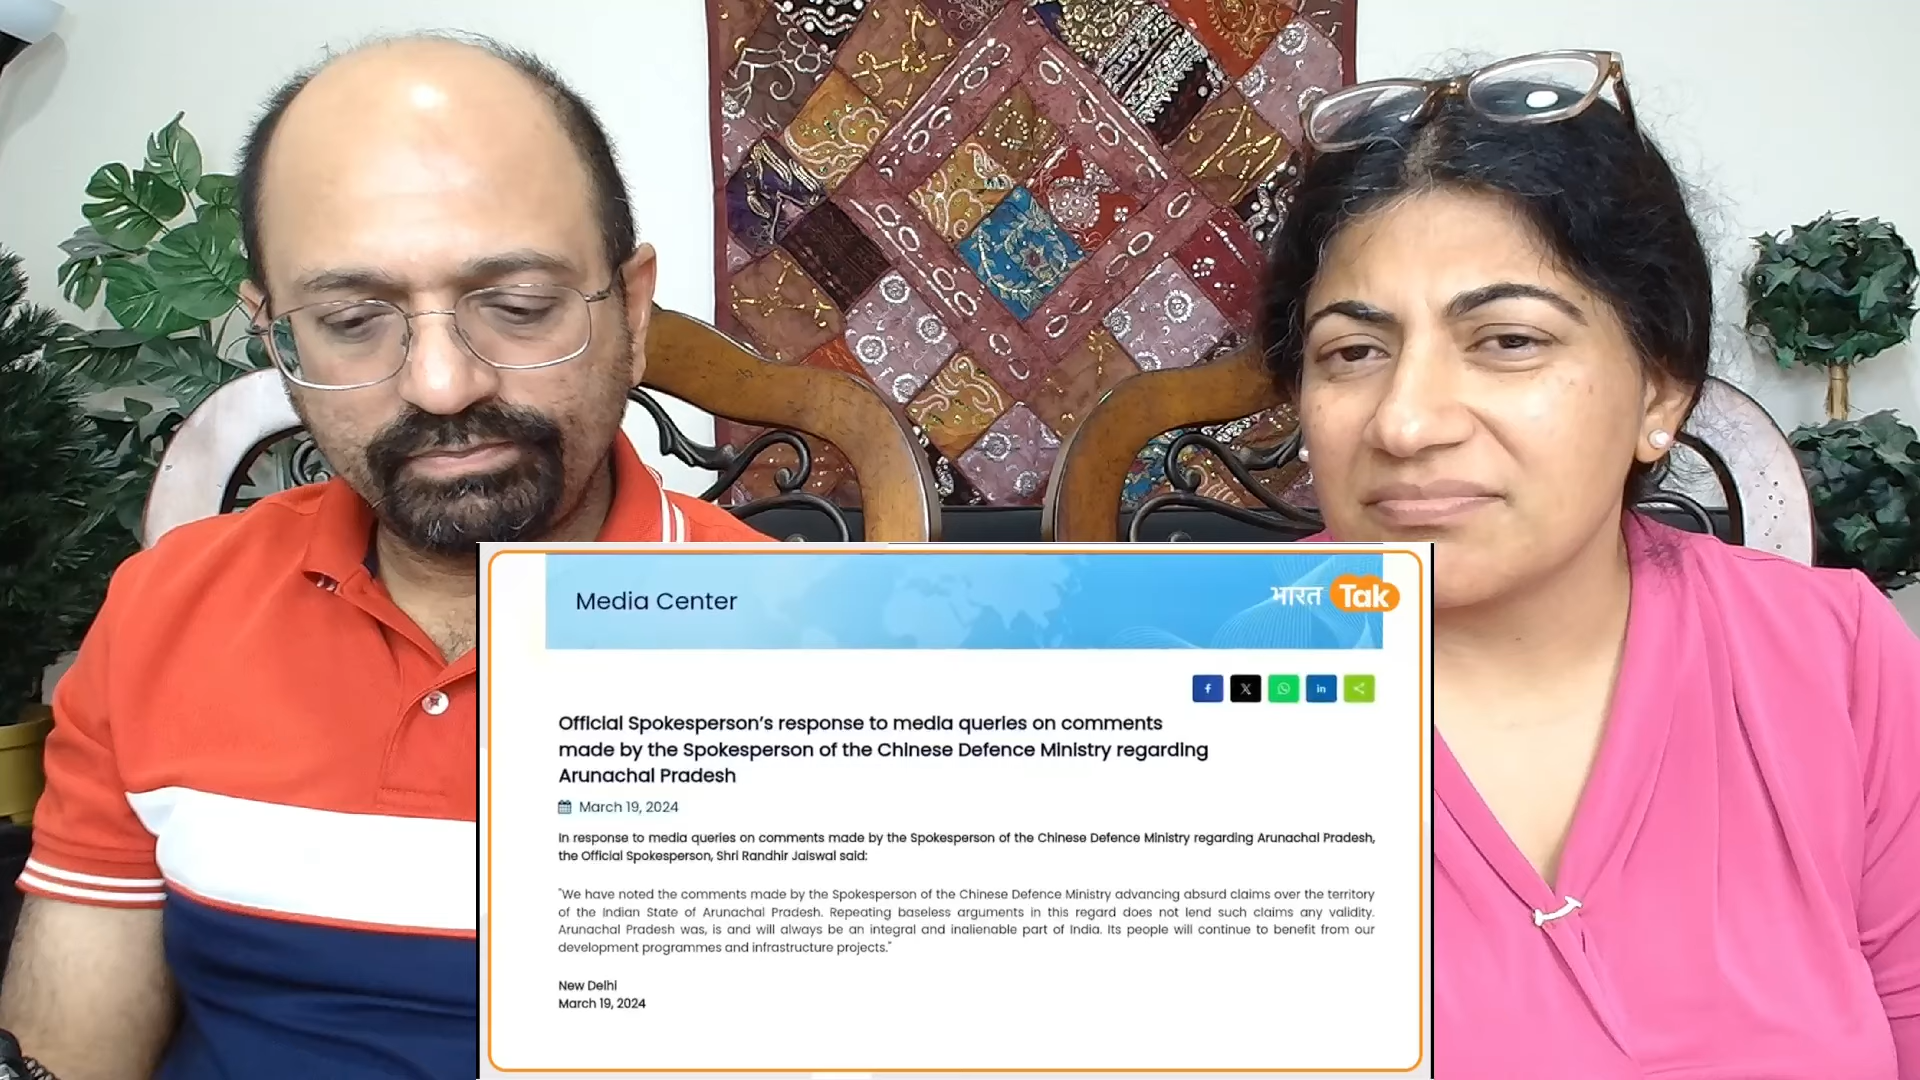 Media Center
भारत Tak
f X in
Official Spokesperson's response to media queries on comments
made by the Spokesperson of the Chinese Defence Ministry regarding
Arunachal Pradesh
March 19, 2024
In response to media queries on comments made by the Spokesperson of the Chinese Defence Ministry regarding Arunachal Pradesh,
the Official Spokesperson, Shri Randhir Jaiswal said:
"We have noted the comments made by the Spokesperson of the Chinese Defence Ministry advancing absurd claims over the territory
of the Indian State of Arunachal Pradesh. Repeating baseless arguments in this regard does not lend such claims any validity.
Arunachal Pradesh was, is and will always be an integral and inalienable part of India. Its people will continue to benefit from our
development programmes and infrastructure projects."
New Delhi
March 19, 2024